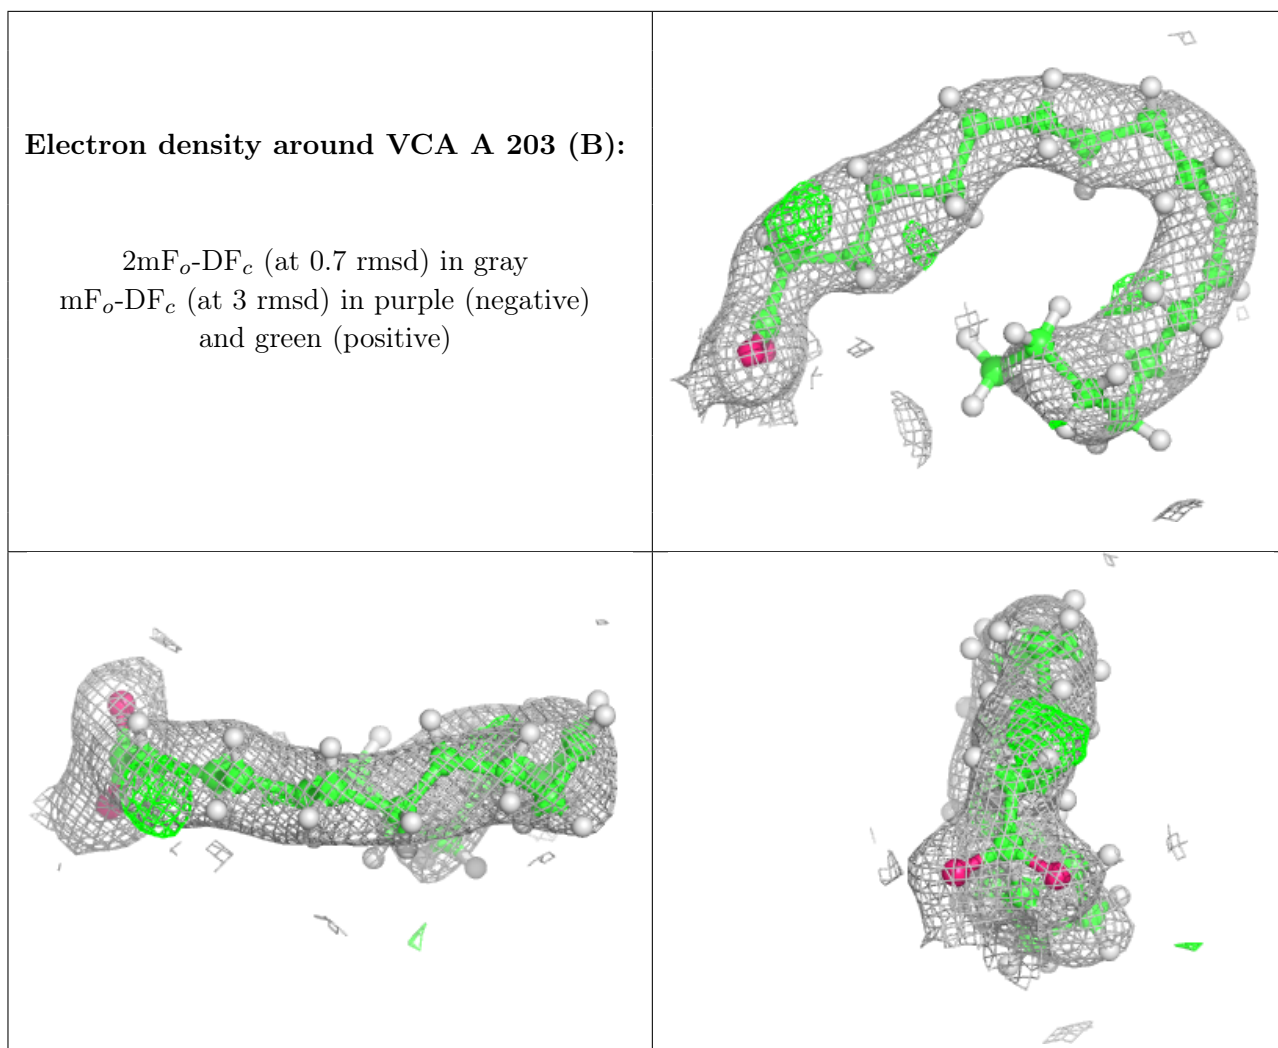 Electron density around VCA A 203 (B):
2mFo-DFc (at 0.7 rmsd) in gray
mFo-DFc (at 3 rmsd) in purple (negative)
and green (positive)